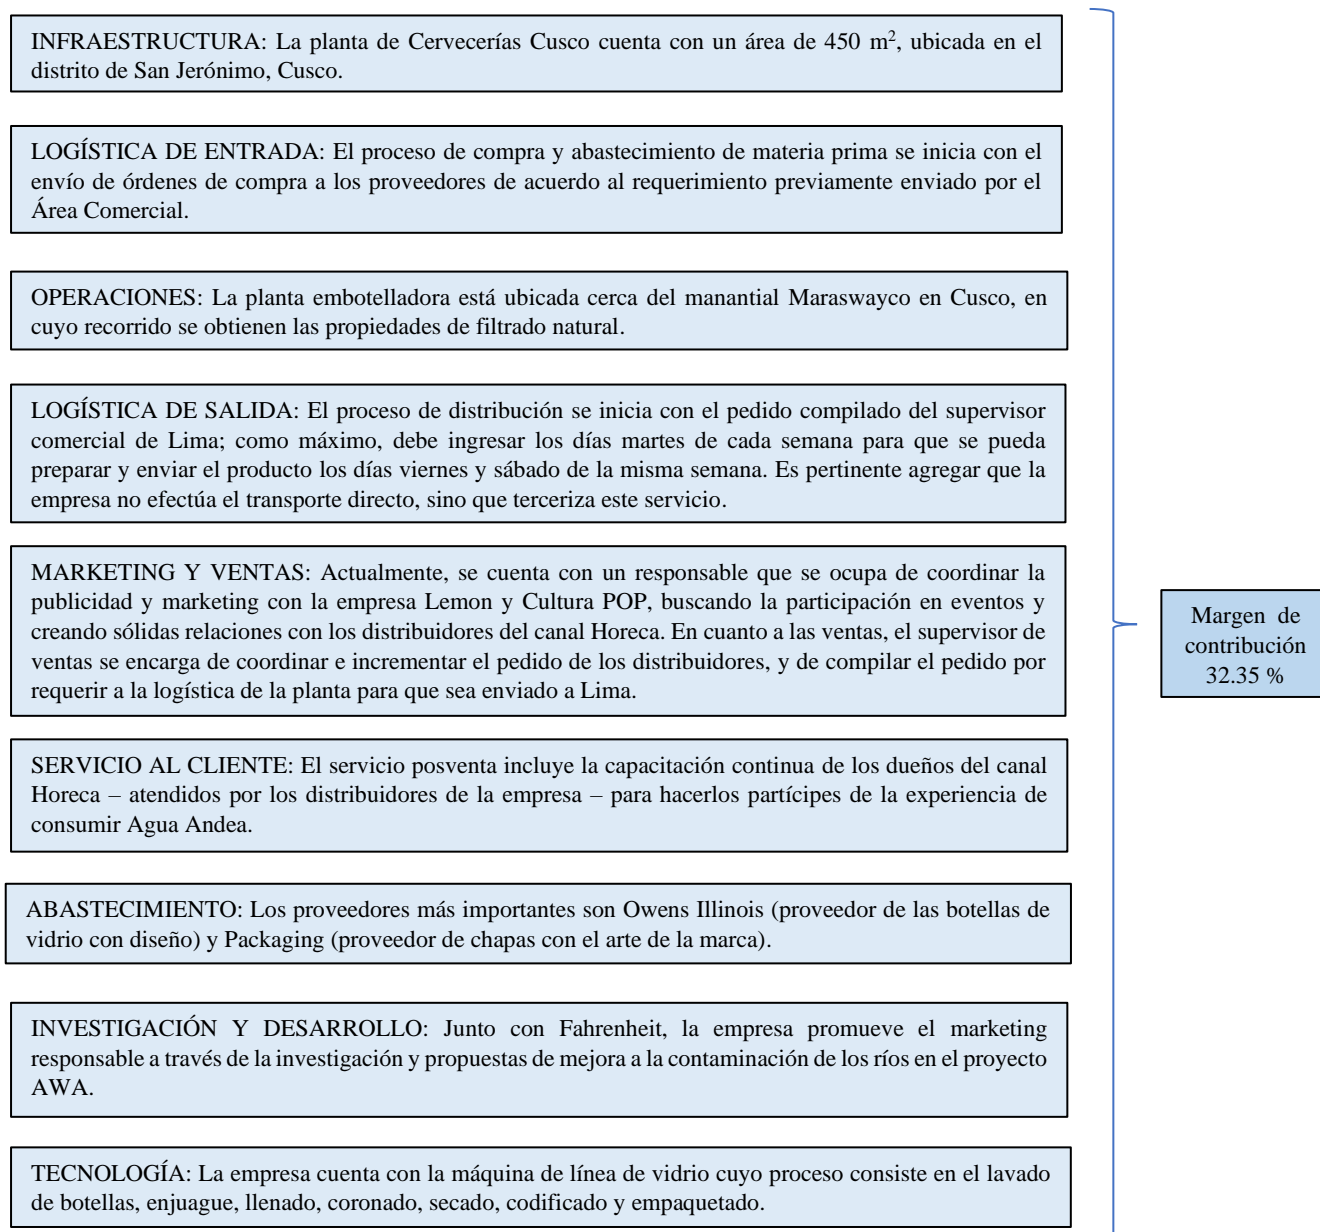 INFRAESTRUCTURA: La planta de Cervecerías Cusco cuenta con un área de 450 m², ubicada en el
distrito de San Jerónimo, Cusco.
LOGÍSTICA DE ENTRADA: El proceso de compra y abastecimiento de materia prima se inicia con el
envío de órdenes de compra a los proveedores de acuerdo al requerimiento previamente enviado por el
Área Comercial.
OPERACIONES: La planta embotelladora está ubicada cerca del manantial Maraswayco en Cusco, en
cuyo recorrido se obtienen las propiedades de filtrado natural.
LOGÍSTICA DE SALIDA: El proceso de distribución se inicia con el pedido compilado del supervisor
comercial de Lima; como máximo, debe ingresar los días martes de cada semana para que se pueda
preparar y enviar el producto los días viernes y sábado de la misma semana. Es pertinente agregar que la
empresa no efectúa el transporte directo, sino que terceriza este servicio.
MARKETING Y VENTAS: Actualmente, se cuenta con un responsable que se ocupa de coordinar la
publicidad y marketing con la empresa Lemon y Cultura POP, buscando la participación en eventos y
creando sólidas relaciones con los distribuidores del canal Horeca. En cuanto a las ventas, el supervisor de
ventas se encarga de coordinar e incrementar el pedido de los distribuidores, y de compilar el pedido por
requerir a la logística de la planta para que sea enviado a Lima.
SERVICIO AL CLIENTE: El servicio posventa incluye la capacitación continua de los dueños del canal
Horeca – atendidos por los distribuidores de la empresa – para hacerlos partícipes de la experiencia de
consumir Agua Andea.
ABASTECIMIENTO: Los proveedores más importantes son Owens Illinois (proveedor de las botellas de
vidrio con diseño) y Packaging (proveedor de chapas con el arte de la marca).
INVESTIGACIÓN Y DESARROLLO: Junto con Fahrenheit, la empresa promueve el marketing
responsable a través de la investigación y propuestas de mejora a la contaminación de los ríos en el proyecto
AWA.
TECNOLOGÍA: La empresa cuenta con la máquina de línea de vidrio cuyo proceso consiste en el lavado
de botellas, enjuague, llenado, coronado, secado, codificado y empaquetado.
Margen de
contribución
32.35 %